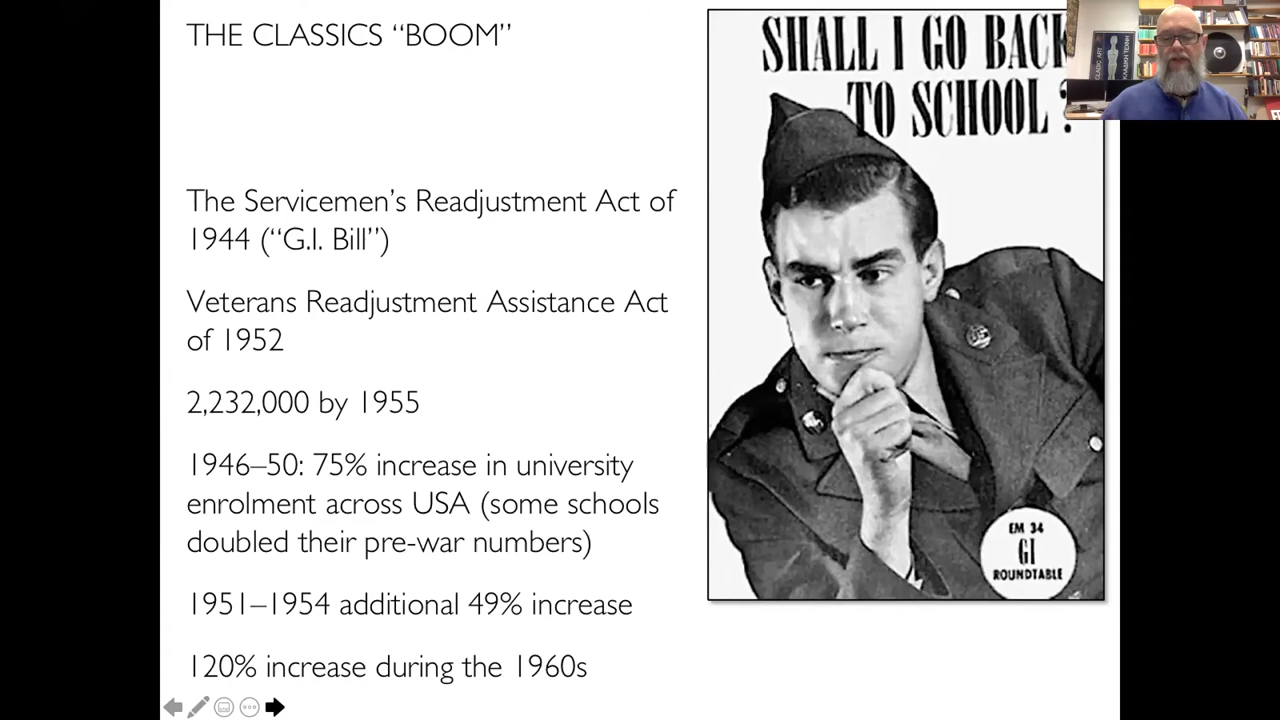 THE CLASSICS “BOOM”
The Servicemen’s Readjustment Act of
1944 (“G.I. Bill”)
Veterans Readjustment Assistance Act
of 1952
2,232,000 by 1955
1946–50: 75% increase in university
enrolment across USA (some schools
doubled their pre-war numbers)
1951–1954 additional 49% increase
120% increase during the 1960s
SHALL I GO BACK
TO SCHOOL ?
EM 34
GI
ROUNDTABLE
CLADIC ART